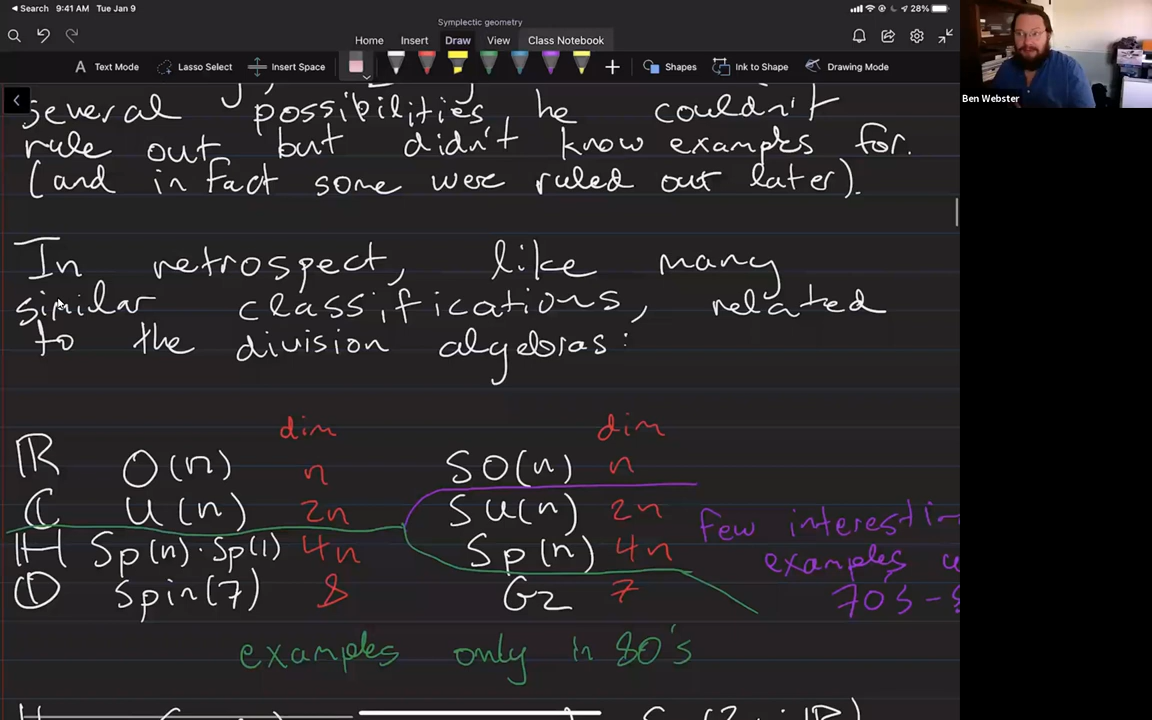 Search 9:41 AM Tue Jan 9
Symplectic geometry
28%
Home Insert Draw View Class Notebook
Text Mode Lasso Select Insert Space Shapes Ink to Shape Drawing Mode
Ben Webster
several possibilities he couldn't
rule out but didn't know examples for.
(and in fact some were ruled out later).
In retrospect, like many
similar classifications, related
to the division algebras:
dim dim
ℝ O(n) n SO(n) n
ℂ U(n) 2n SU(n) 2n
ℍ Sp(n)·Sp(1) 4n Sp(n) 4n
𝕆 Spin(7) 8 G2 7
Few
examples
70's -
examples only in 80's